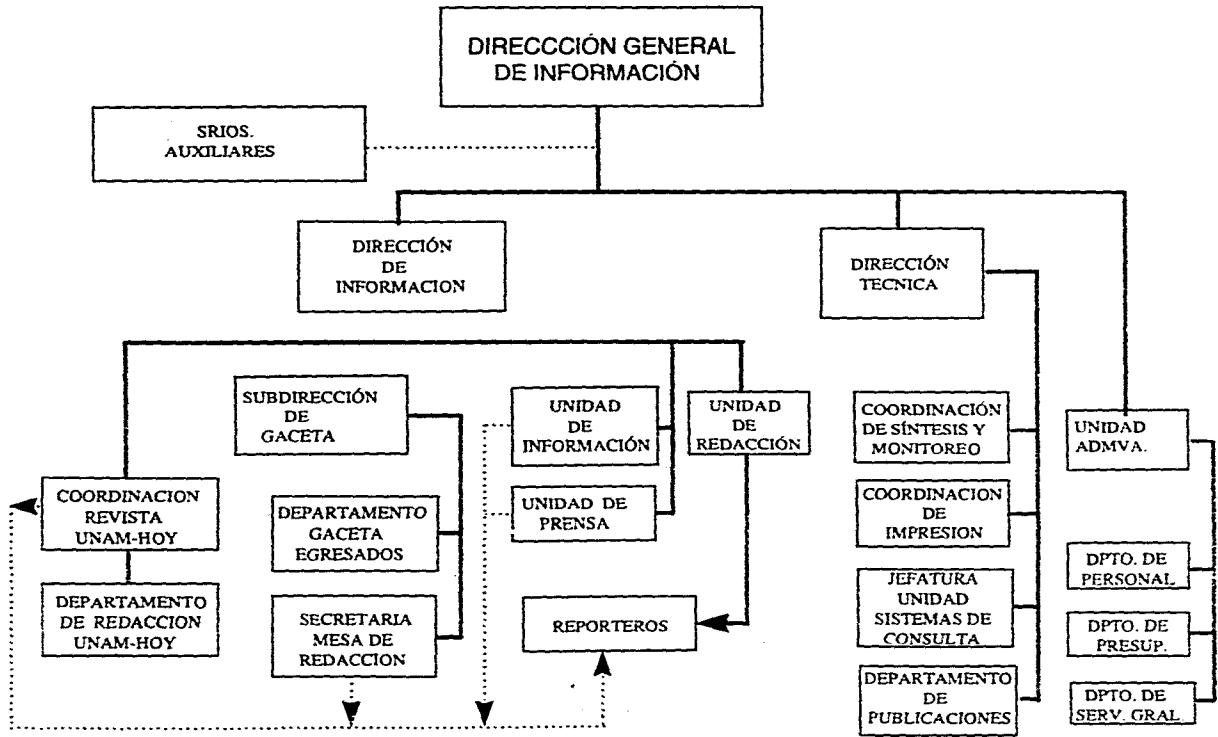 DIRECCCIÓN GENERAL
DE INFORMACIÓN
SRIOS.
AUXILIARES
DIRECCIÓN
DE
INFORMACION
DIRECCIÓN
TECNICA
SUBDIRECCIÓN
DE
GACETA
UNIDAD
DE
INFORMACIÓN
UNIDAD
DE
REDACCIÓN
COORDINACIÓN
DE SÍNTESIS Y
MONITOREO
UNIDAD
ADMVA.
COORDINACION
REVISTA
UNAM-HOY
DEPARTAMENTO
GACETA
EGRESADOS
UNIDAD DE
PRENSA
COORDINACION
DE
IMPRESION
DPTO. DE
PERSONAL
DEPARTAMENTO
DE REDACCION
UNAM-HOY
SECRETARIA
MESA DE
REDACCION
REPORTEROS
JEFATURA
UNIDAD
SISTEMAS DE
CONSULTA
DPTO. DE
PRESUP.
DEPARTAMENTO
DE
PUBLICACIONES
DPTO. DE
SERV. GRAL